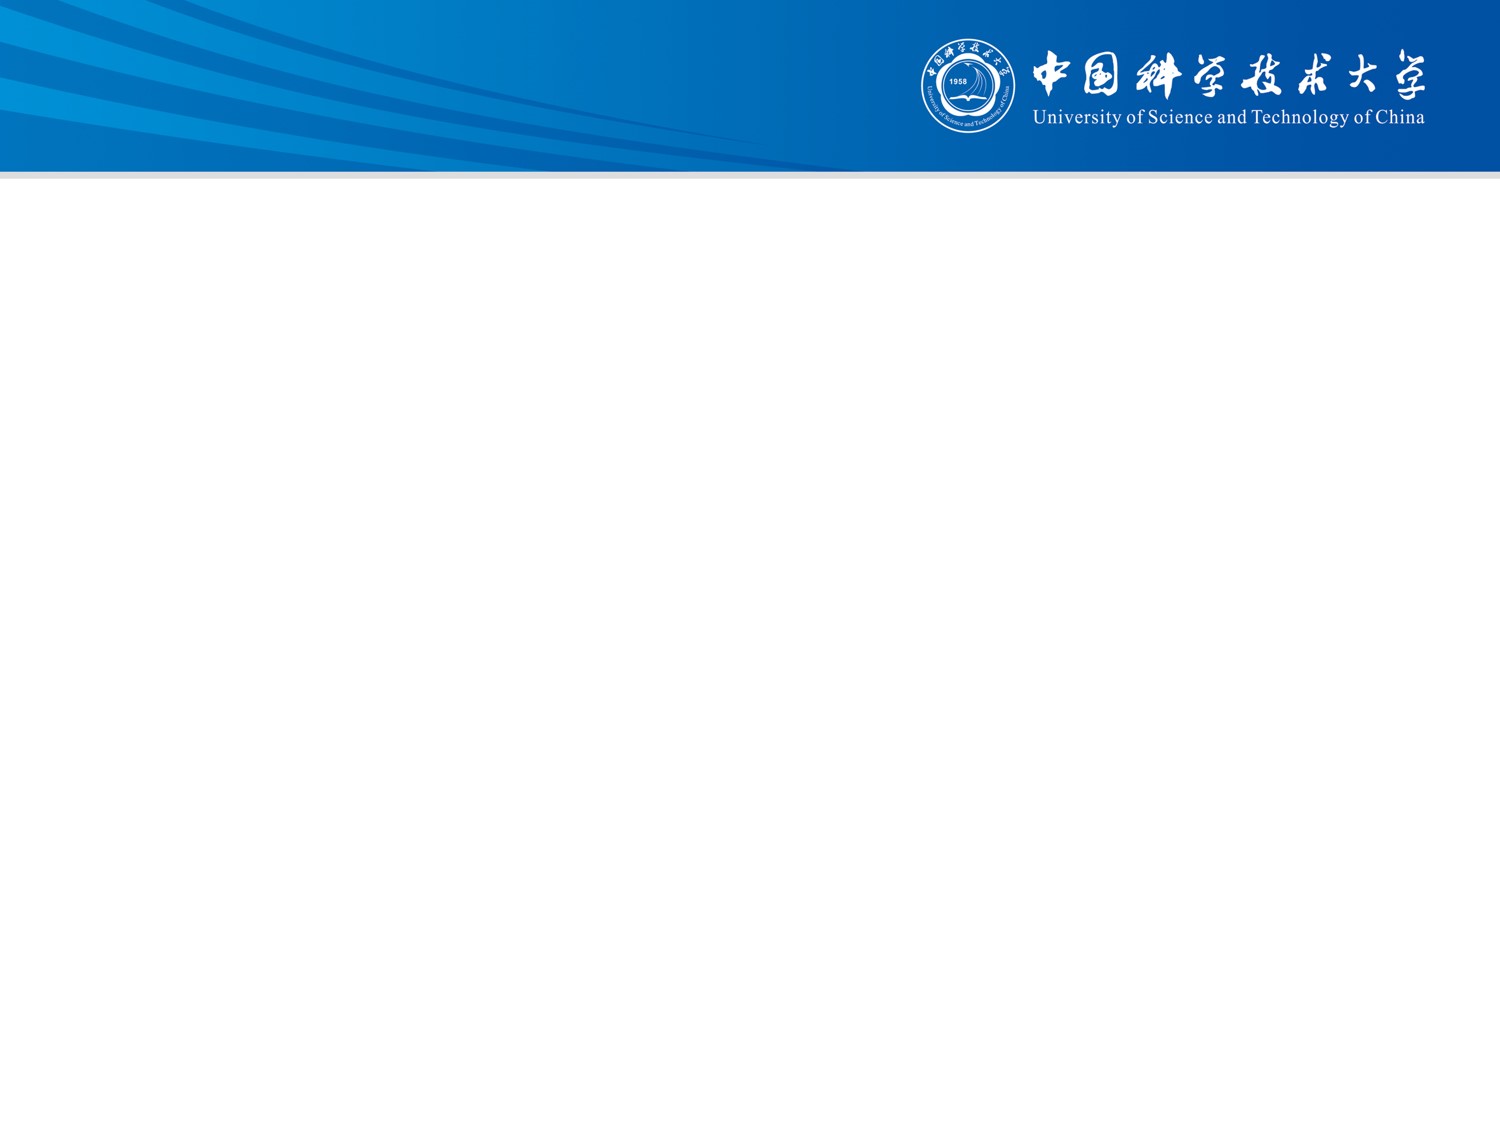 中国科学技术大学
1958
University of Science and Technology of China
中国科学技术大学
University of Science and Technology of China